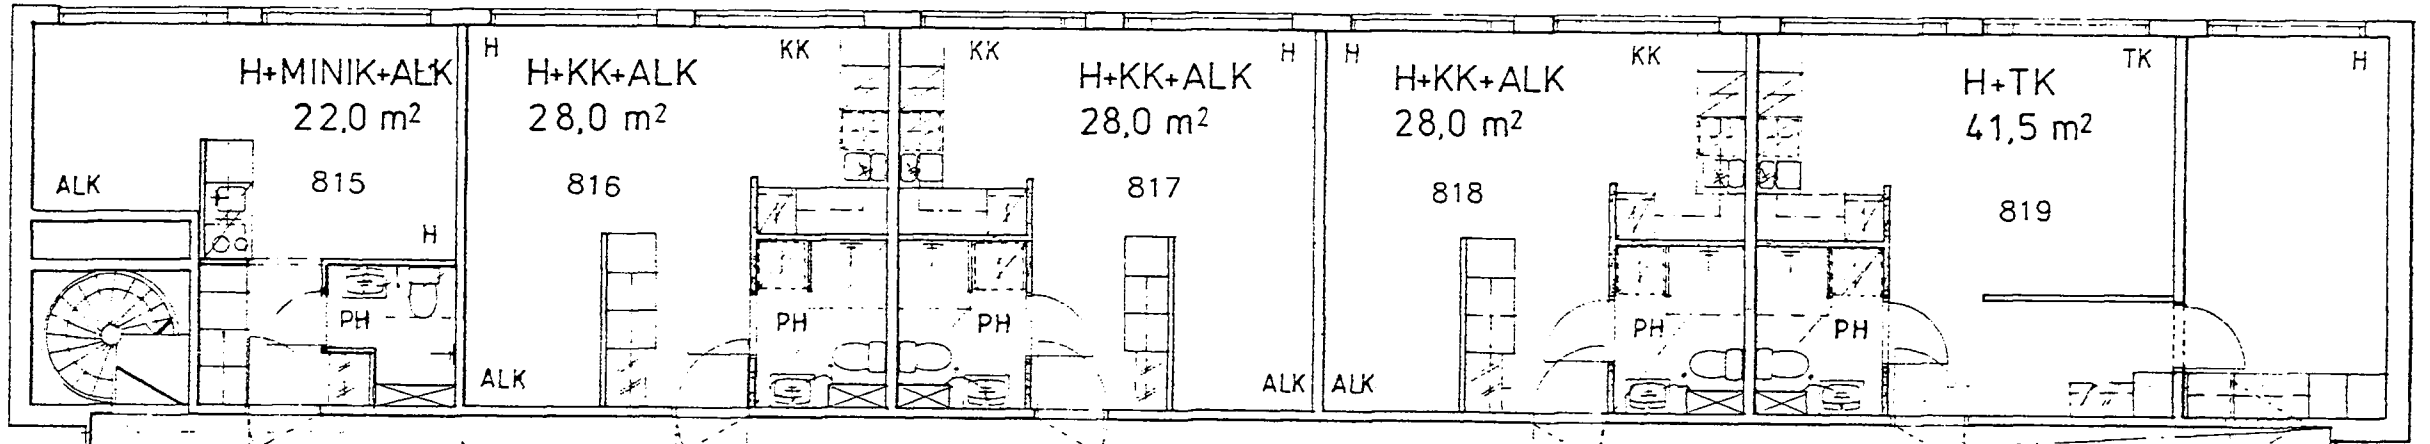 H+MINIK+ALK
22,0 m²
815
ALK
H
PH
H
KK
H+KK+ALK
28,0 m²
816
ALK
PH
KK
H
H+KK+ALK
28,0 m²
817
PH
ALK
H
KK
H+KK+ALK
28,0 m²
818
ALK
PH
TK
H+TK
41,5 m²
819
PH
H